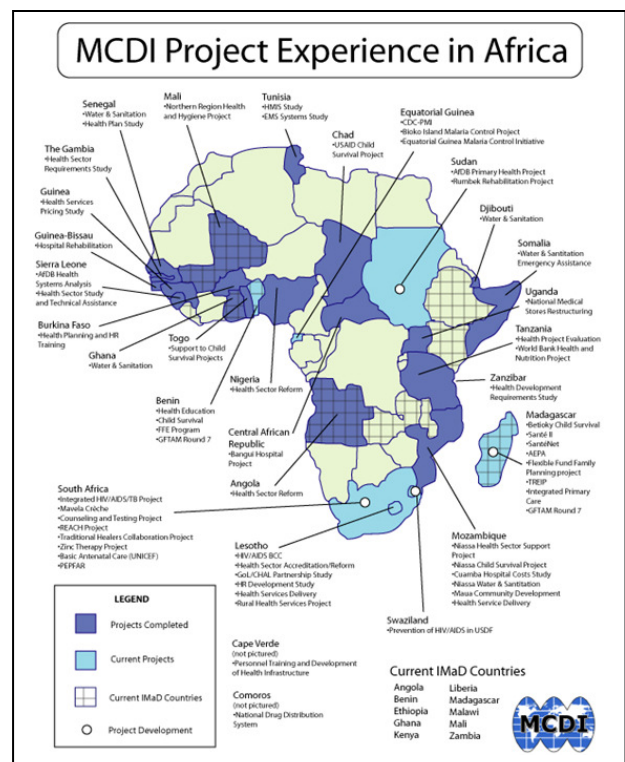 MCDI Project Experience in Africa
Senegal
•Water & Sanitation
•Health Plan Study
Mali
•Northern Region Health
and Hygiene Project
Tunisia
•HMIS Study
•EMS Systems Study
Chad
•USAID Child
Survival Project
Equatorial Guinea
•CDC-PMI
•Bioko Island Malaria Control Project
•Equatorial Guinea Malaria Control Initiative
Sudan
•AfDB Primary Health Project
•Rumbek Rehabilitation Project
The Gambia
•Health Sector
Requirements Study
Guinea
•Health Services
Pricing Study
Guinea-Bissau
•Hospital Rehabilitation
Sierra Leone
•AfDB Health
Systems Analysis
•Health Sector Study
and Technical Assistance
Burkina Faso
•Health Planning and HR
Training
Ghana
•Water & Sanitation
Togo
•Support to Child
Survival Projects
Benin
•Health Education
•Child Survival
•FFE Program
•GFTAM Round 7
Nigeria
•Health Sector Reform
Central African
Republic
•Bangui Hospital
Project
Angola
•Health Sector Reform
Djibouti
•Water & Sanitation
Somalia
•Water & Santitation
Emergency Assistance
Uganda
•National Medical
Stores Restructuring
Tanzania
•Health Project Evaluation
•World Bank Health and
Nutrition Project
Zanzibar
•Health Development
Requirements Study
Madagascar
•Betioky Child Survival
•Santé II
•SantéNet
•AEPA
•Flexible Fund Family
Planning project
•TREIP
•Integrated Primary
Care
•GFTAM Round 7
South Africa
•Integrated HIV/AIDS/TB Project
•Mavela Crèche
•Counseling and Testing Project
•REACH Project
•Traditional Healers Collaboration Project
•Zinc Therapy Project
•Basic Antenatal Care (UNICEF)
•PEPFAR
Lesotho
•HIV/AIDS BCC
•Health Sector Accreditation/Reform
•GoL/CHAL Partnership Study
•HR Development Study
•Health Services Delivery
•Rural Health Services Project
Mozambique
•Niassa Health Sector Support
Project
•Niassa Child Survival Project
•Cuamba Hospital Costs Study
•Niassa Water & Santitation
•Maua Community Development
•Health Service Delivery
Swaziland
•Prevention of HIV/AIDS in USDF
Cape Verde
(not pictured)
•Personnel Training and Development
of Health Infrastructure
Comoros
(not pictured)
•National Drug Distribution
System
LEGEND
Projects Completed
Current Projects
Current IMaD Countries
Project Development
Current IMaD Countries
Angola
Benin
Ethiopia
Ghana
Kenya
Liberia
Madagascar
Malawi
Mali
Zambia
MCDI